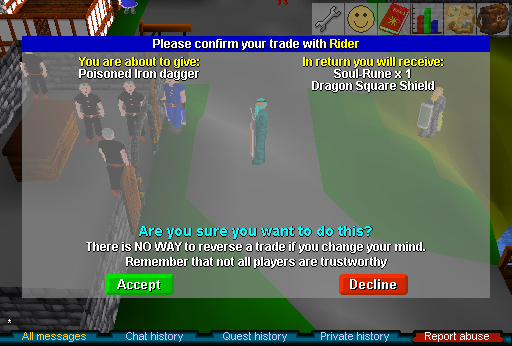 Please confirm your trade with Rider
You are about to give:
Poisoned Iron dagger
In return you will receive:
Soul-Rune x 1
Dragon Square Shield
Are you sure you want to do this?
There is NO WAY to reverse a trade if you change your mind.
Remember that not all players are trustworthy
Accept
Decline
*
All messages
Chat history
Quest history
Private history
Report abuse